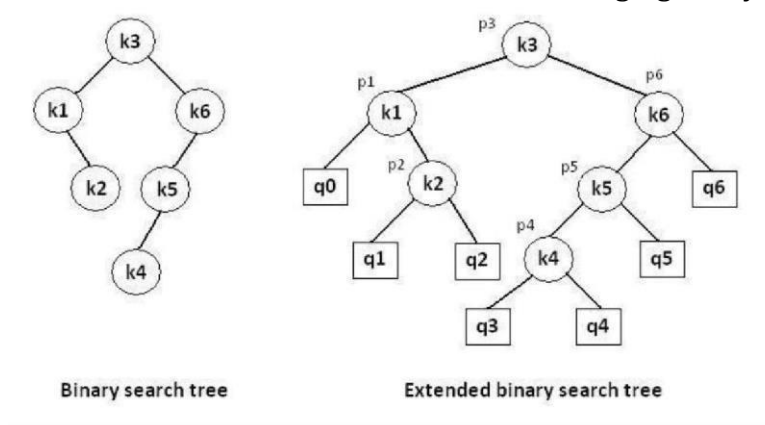 k3
k1
k6
k2
k5
k4
p3
k3
p1
p6
k1
k6
q0
p2
k2
p5
k5
q6
q1
q2
p4
k4
q5
q3
q4
Binary search tree
Extended binary search tree